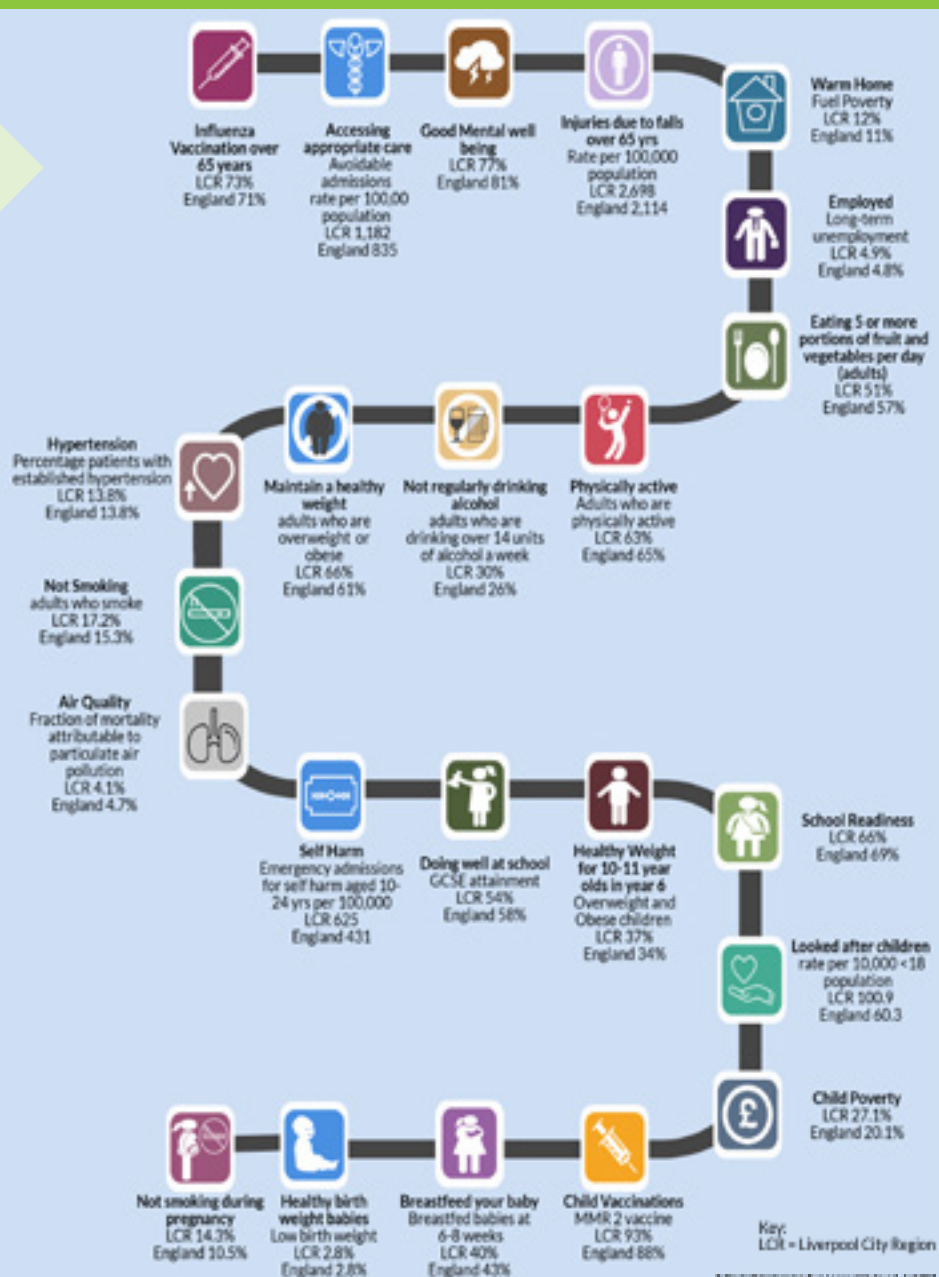 Influenza
Vaccination over
65 years
LCR 73%
England 71%
Accessing
appropriate care
Avoidable
admissions
rate per 100,00
population
LCR 1,182
England 835
Good Mental well
being
LCR 77%
England 81%
Injuries due to falls
over 65 yrs
Rate per 100,000
population
LCR 2,698
England 2,114
Warm Home
Fuel Poverty
LCR 12%
England 11%
Employed
Long-term
unemployment
LCR 4.9%
England 4.8%
Eating 5 or more
portions of fruit and
vegetables per day
(adults)
LCR 51%
England 57%
Physically active
Adults who are
physically active
LCR 63%
England 65%
Not regularly drinking
alcohol
adults who are
drinking over 14 units
of alcohol a week
LCR 30%
England 26%
Maintain a healthy
weight
adults who are
overweight or
obese
LCR 66%
England 61%
Hypertension
Percentage patients with
established hypertension
LCR 13.8%
England 13.8%
Not Smoking
adults who smoke
LCR 17.2%
England 15.3%
Air Quality
Fraction of mortality
attributable to
particulate air
pollution
LCR 4.1%
England 4.7%
Self Harm
Emergency admissions
for self harm aged 10-
24 yrs per 100,000
LCR 625
England 431
Doing well at school
GCSE attainment
LCR 54%
England 58%
Healthy Weight
for 10-11 year
olds in year 6
Overweight and
Obese children
LCR 37%
England 34%
School Readiness
LCR 66%
England 69%
Looked after children
rate per 10,000 <18
population
LCR 100.9
England 60.3
£
Child Poverty
LCR 27.1%
England 20.1%
Child Vaccinations
MMR 2 vaccine
LCR 93%
England 88%
Breastfeed your baby
Breastfed babies at
6-8 weeks
LCR 40%
England 43%
Healthy birth
weight babies
Low birth weight
LCR 2.8%
England 2.8%
Not smoking during
pregnancy
LCR 14.3%
England 10.5%
Key:
LCR = Liverpool City Region